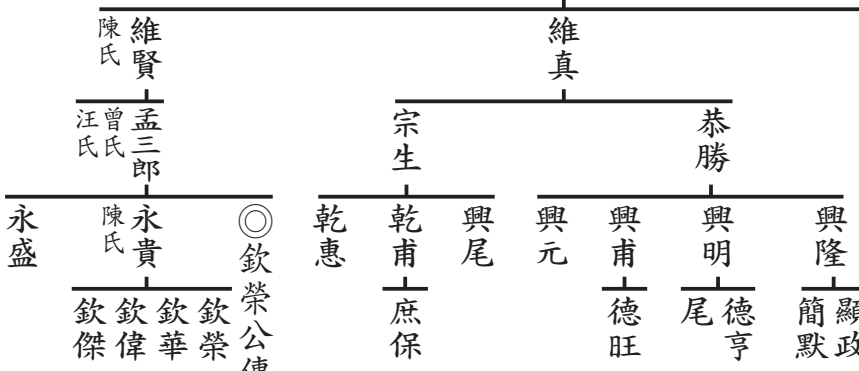 維真
維賢
陳氏
恭勝
宗生
孟三郎
曾氏
汪氏
興隆
興明
興甫
興元
興尾
乾甫
乾惠
◎欽榮公傳
永貴
陳氏
永盛
顯政
簡默
德亨
尾
德旺
庶保
欽榮
欽華
欽偉
欽傑